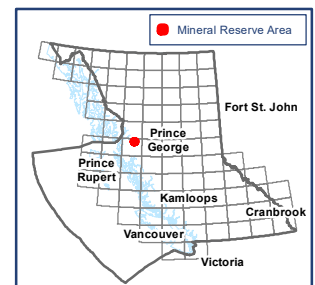 Mineral Reserve Area
Fort St. John
Prince
George
Prince
Rupert
Kamloops
Cranbrook
Vancouver
Victoria